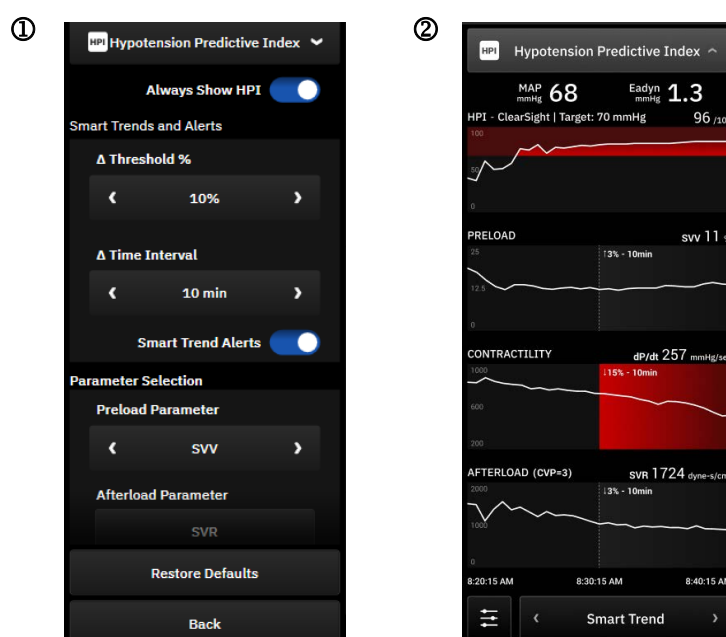 ①
HPI Hypotension Predictive Index
Always Show HPI
Smart Trends and Alerts
Δ Threshold %
10%
Δ Time Interval
10 min
Smart Trend Alerts
Parameter Selection
Preload Parameter
SVV
Afterload Parameter
SVR
Restore Defaults
Back
②
HPI Hypotension Predictive Index
MAP mmHg 68 Eadyn mmHg 1.3
HPI - ClearSight | Target: 70 mmHg 96 /10
100
50
0
PRELOAD SVV 11
25
↑3% - 10min
12.5
0
CONTRACTILITY dP/dt 257 mmHg/se
1000
↓15% - 10min
600
200
AFTERLOAD (CVP=3) SVR 1724 dyne-s/cm
2000
↓3% - 10min
1000
0
8:20:15 AM 8:30:15 AM 8:40:15 AM
Smart Trend